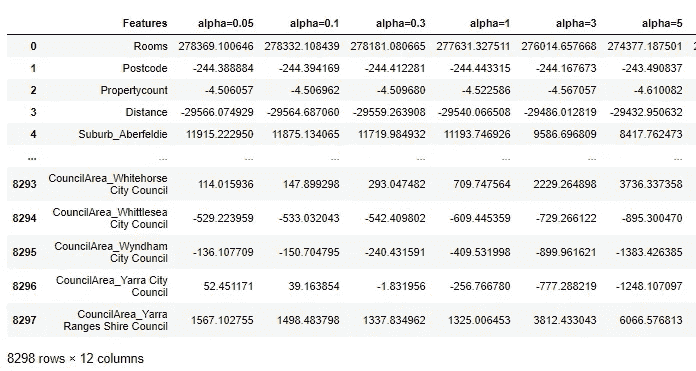 Features alpha=0.05 alpha=0.1 alpha=0.3 alpha=1 alpha=3 alpha=5
0 Rooms 278369.100646 278332.108439 278181.080665 277631.327511 276014.657668 274377.187501
1 Postcode -244.388884 -244.394169 -244.412281 -244.443315 -244.167673 -243.490837
2 Propertycount -4.506057 -4.506962 -4.509680 -4.522586 -4.567057 -4.610082
3 Distance -29566.074929 -29564.687060 -29559.263908 -29540.066508 -29486.012819 -29432.950632
4 Suburb_Aberfeldie 11915.222950 11875.134065 11719.984932 11193.746926 9586.696809 8417.762473
... ... ... ... ... ... ... ...
8293 CouncilArea_Whitehorse City Council 114.015936 147.899298 293.047482 709.747564 2229.264898 3736.337358
8294 CouncilArea_Whittlesea City Council -529.223959 -533.032043 -542.409802 -609.445359 -729.266122 -895.300470
8295 CouncilArea_Wyndham City Council -136.107709 -150.704795 -240.431591 -409.531998 -899.961621 -1383.426385
8296 CouncilArea_Yarra City Council 52.451171 39.163854 -1.831956 -256.766780 -777.288219 -1248.107097
8297 CouncilArea_Yarra Ranges Shire Council 1567.102755 1498.483798 1337.834962 1325.006453 3812.433043 6066.576813
8298 rows × 12 columns